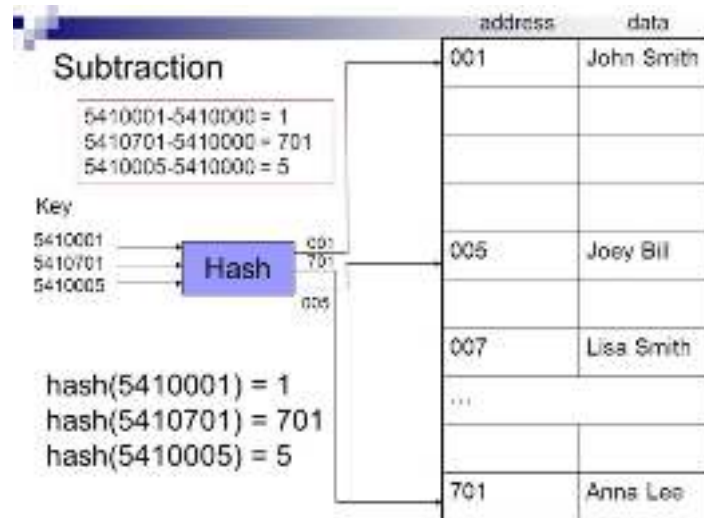 Subtraction
5410001-5410000 = 1
5410701-5410000 = 701
5410005-5410000 = 5
Key
5410001
5410701
5410005
Hash
001
701
005
hash(5410001) = 1
hash(5410701) = 701
hash(5410005) = 5
address data
001 John Smith
005 Joey Bill
007 Lisa Smith
...
701 Anna Lee